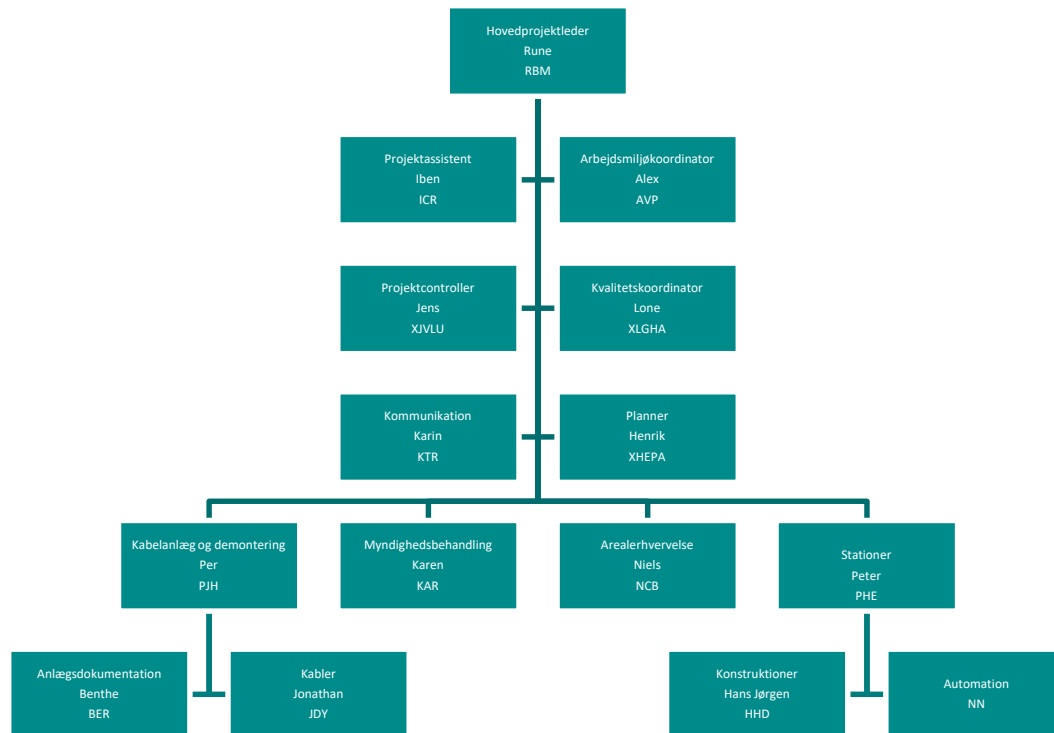 Hovedprojektleder
Rune
RBM
Projektassistent
Iben
ICR
Arbejdsmiljøkoordinator
Alex
AVP
Projektcontroller
Jens
XJVLU
Kvalitetskoordinator
Lone
XLGHA
Kommunikation
Karin
KTR
Planner
Henrik
XHEPA
Kabelanlæg og demontering
Per
PJH
Myndighedsbehandling
Karen
KAR
Arealerhvervelse
Niels
NCB
Stationer
Peter
PHE
Anlægsdokumentation
Benthe
BER
Kabler
Jonathan
JDY
Konstruktioner
Hans Jørgen
HHD
Automation
NN